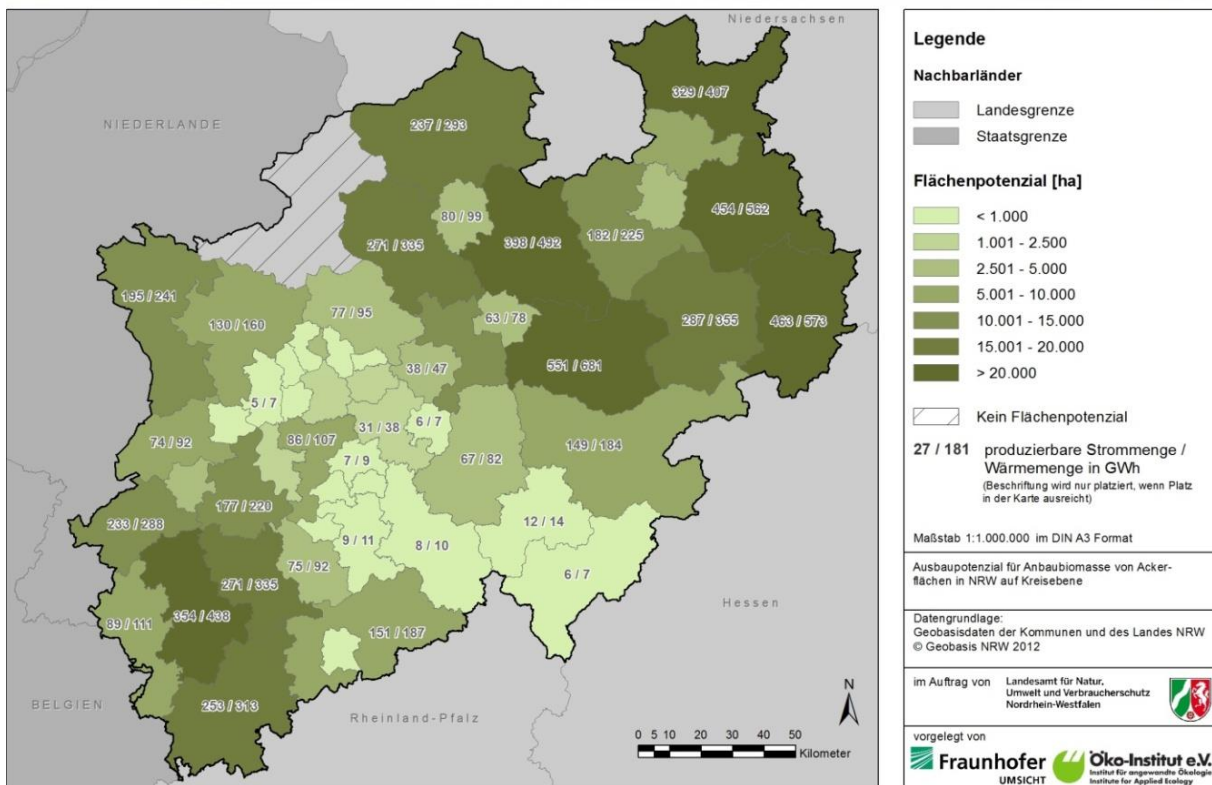 Niedersachsen
NIEDERLANDE
329 / 407
237 / 293
454 / 562
80 / 99
398 / 492
182 / 225
271 / 335
195 / 241
130 / 160
77 / 95
63 / 78
287 / 355
463 / 573
551 / 681
38 / 47
5 / 7
31 / 38
6 / 7
74 / 92
86 / 107
149 / 184
7 / 9
67 / 82
177 / 220
233 / 288
12 / 14
9 / 11
8 / 10
75 / 92
271 / 335
6 / 7
354 / 438
89 / 111
151 / 187
253 / 313
Hessen
BELGIEN
Rheinland-Pfalz
N
0 5 10 20 30 40 50
Kilometer
Legende
Nachbarländer
Landesgrenze
Staatsgrenze
Flächenpotenzial [ha]
< 1.000
1.001 - 2.500
2.501 - 5.000
5.001 - 10.000
10.001 - 15.000
15.001 - 20.000
> 20.000
Kein Flächenpotenzial
27 / 181 produzierbare Strommenge /
Wärmemenge in GWh
(Beschriftung wird nur platziert, wenn Platz
in der Karte ausreicht)
Maßstab 1:1.000.000 im DIN A3 Format
Ausbaupotenzial für Anbaubiomasse von Acker-
flächen in NRW auf Kreisebene
Datengrundlage:
Geobasisdaten der Kommunen und des Landes NRW
© Geobasis NRW 2012
im Auftrag von
Landesamt für Natur,
Umwelt und Verbraucherschutz
Nordrhein-Westfalen
vorgelegt von
Fraunhofer
UMSICHT
Öko-Institut e.V.
Institut für angewandte Ökologie
Institute for Applied Ecology